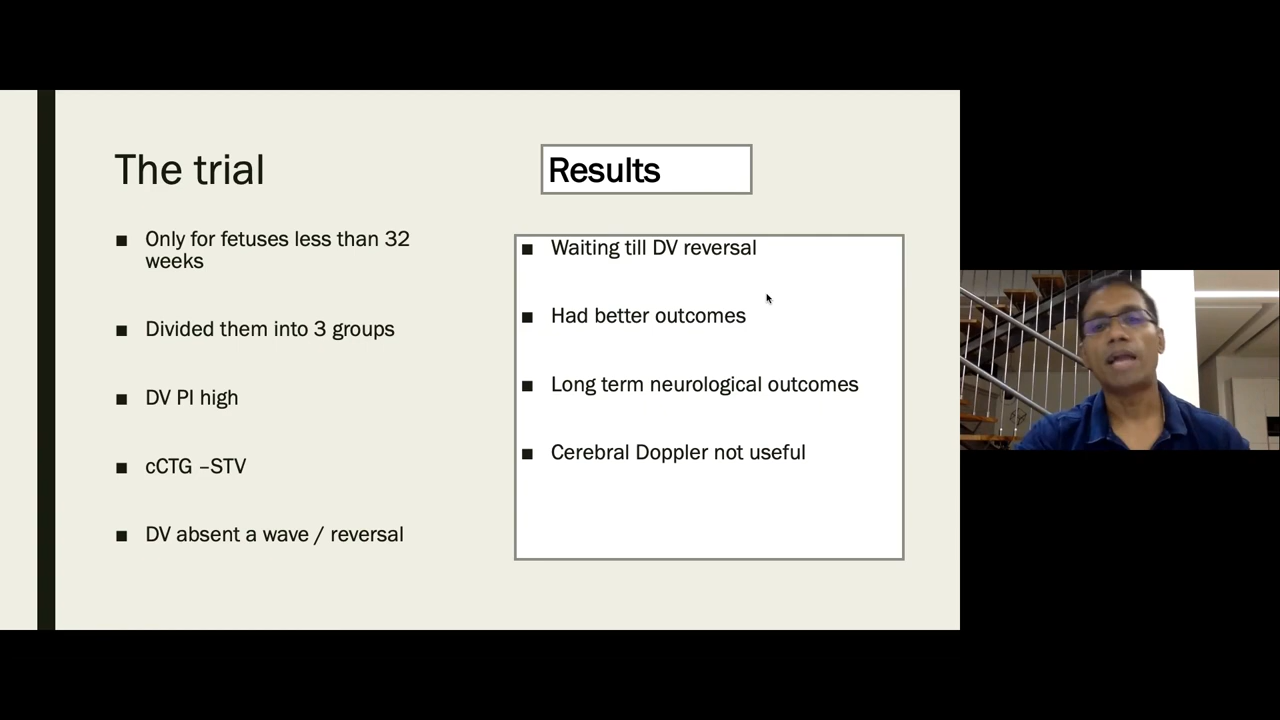 The trial
■ Only for fetuses less than 32
weeks
■ Divided them into 3 groups
■ DV PI high
■ cCTG –STV
■ DV absent a wave / reversal
Results
■ Waiting till DV reversal
■ Had better outcomes
■ Long term neurological outcomes
■ Cerebral Doppler not useful